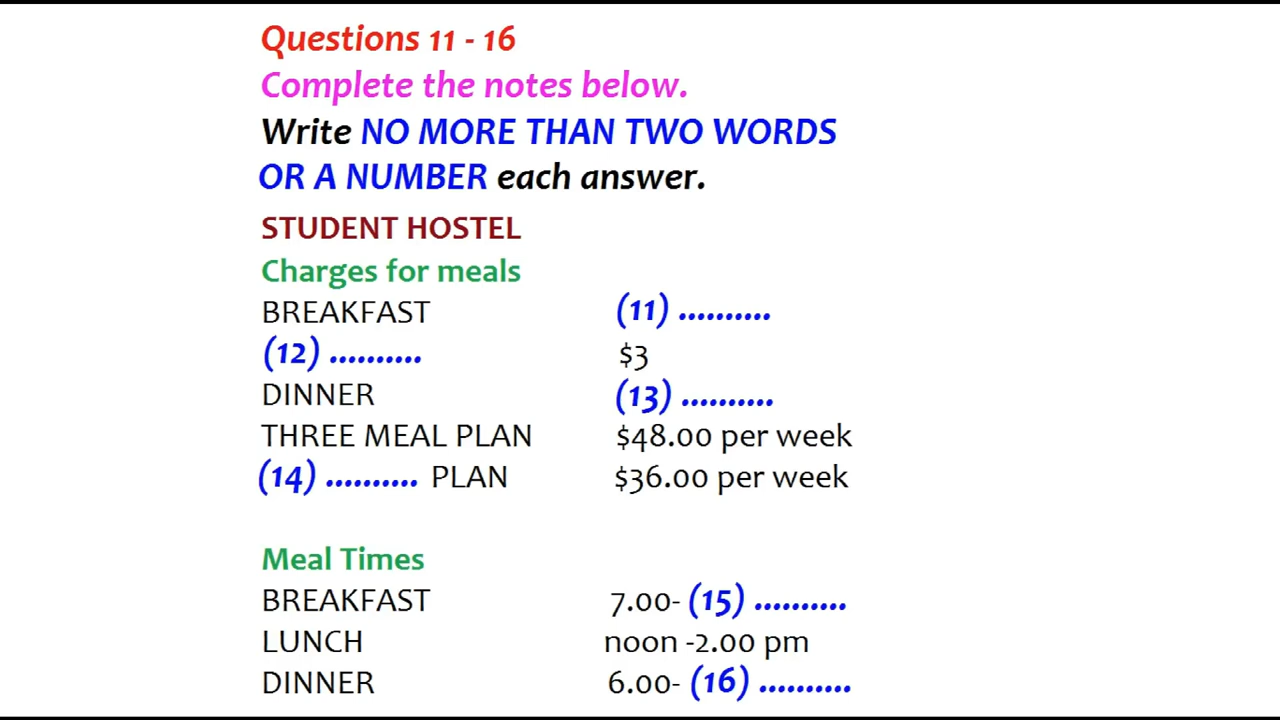 Questions 11 - 16
Complete the notes below.
Write NO MORE THAN TWO WORDS
OR A NUMBER each answer.
STUDENT HOSTEL
Charges for meals
BREAKFAST (11) ..........
(12) .......... $3
DINNER (13) ..........
THREE MEAL PLAN $48.00 per week
(14) .......... PLAN $36.00 per week
Meal Times
BREAKFAST 7.00- (15) ..........
LUNCH noon -2.00 pm
DINNER 6.00- (16) ..........